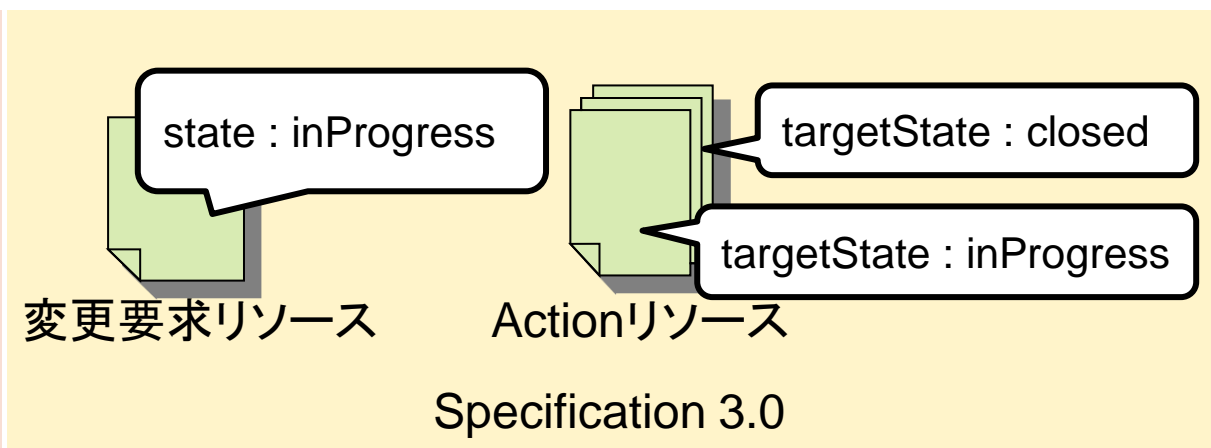 state : inProgress
targetState : closed
targetState : inProgress
変更要求リソース
Actionリソース
Specification 3.0